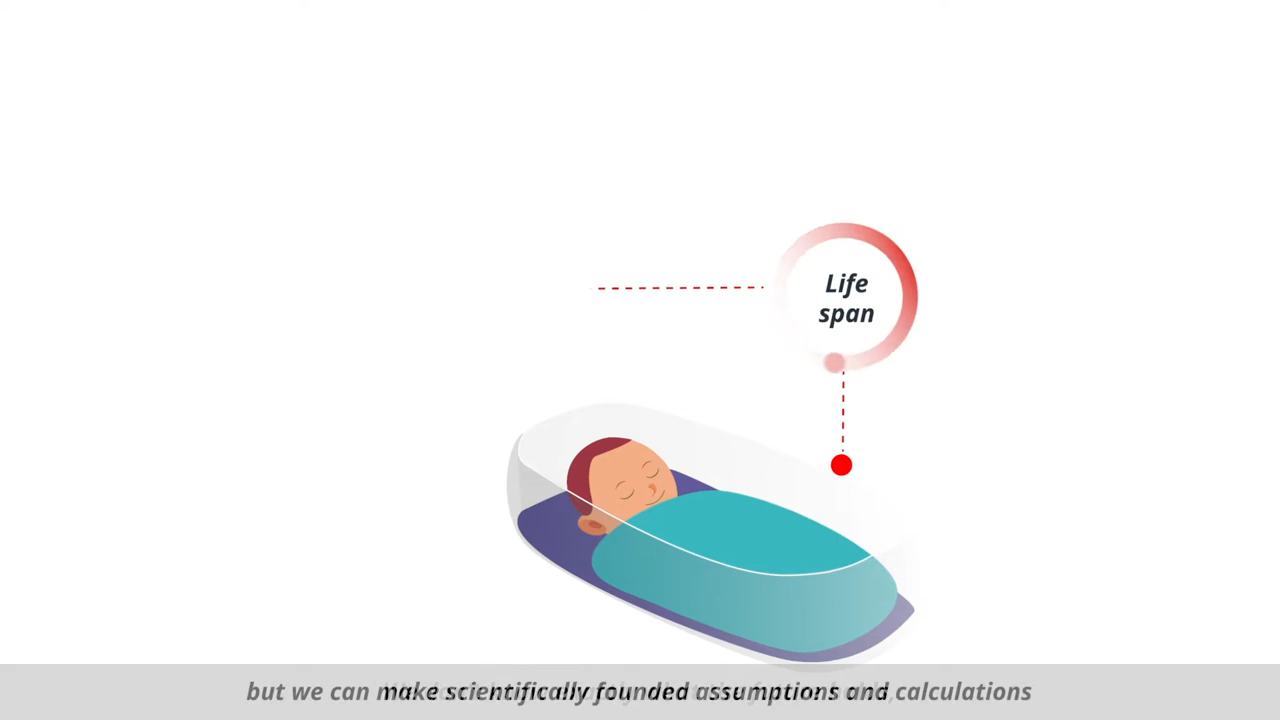 Life
span
but we can make scientifically founded assumptions and calculations